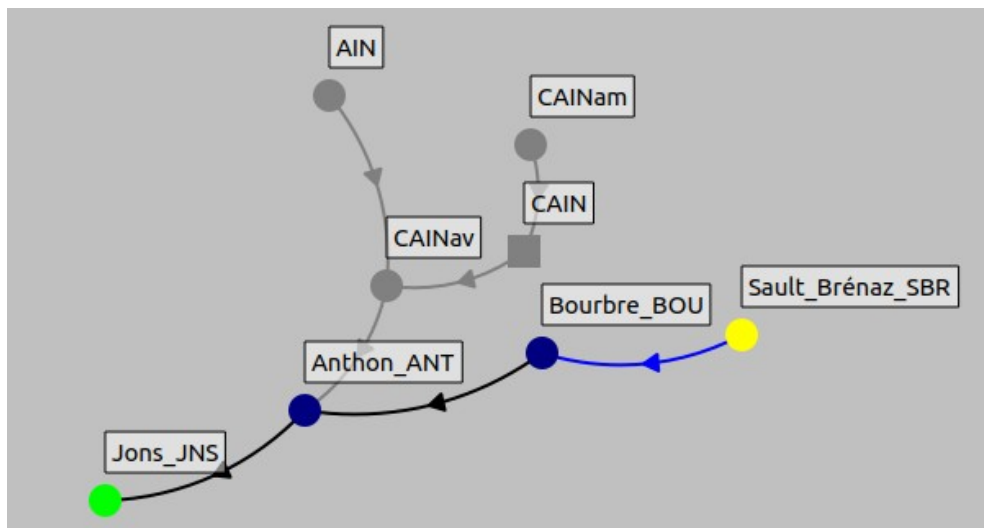 AIN
CAINam
CAIN
CAINav
Sault_Brénaz_SBR
Bourbre_BOU
Anthon_ANT
Jons_JNS